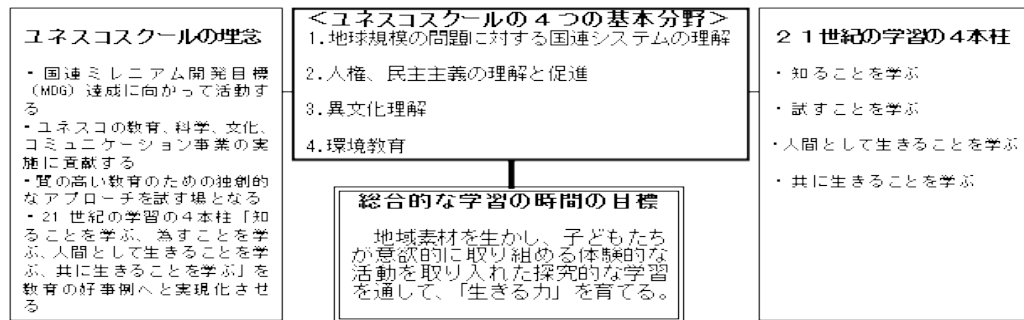 ユネスコスクールの理念
・国連ミレニアム開発目標
(MDG)達成に向かって活動す
る
・ユネスコの教育、科学、文化、
コミュニケーション事業の実
施に貢献する
・質の高い教育のための独創的
なアプローチを試す場となる
・21 世紀の学習の4本柱「知
ることを学ぶ、為すことを学
ぶ、人間として生きることを学
ぶ、共に生きることを学ぶ」を
教育の好事例へと実現化させ
る
＜ユネスコスクールの４つの基本分野＞
1.地球規模の問題に対する国連システムの理解
2.人権、民主主義の理解と促進
3.異文化理解
4.環境教育
総合的な学習の時間の目標
地域素材を生かし、子どもたち
が意欲的に取り組める体験的な
活動を取り入れた探究的な学習
を通して、「生きる力」を育てる。
２１世紀の学習の４本柱
・知ることを学ぶ
・試すことを学ぶ
・人間として生きることを学ぶ
・共に生きることを学ぶ